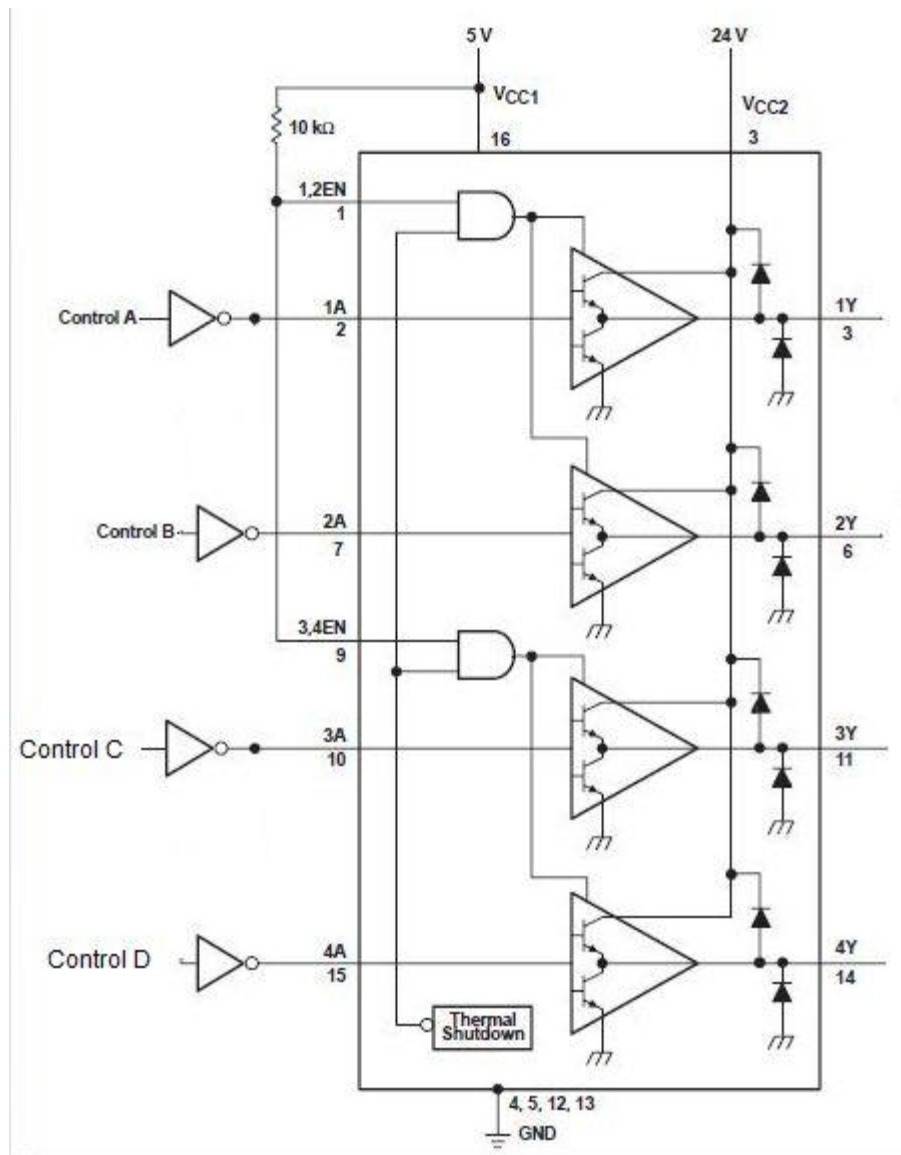 5 V
24 V
VCC1
VCC2
10 kΩ
16
3
1,2EN
1
Control A
1A
2
1Y
3
Control B
2A
7
2Y
6
3,4EN
9
Control C
3A
10
3Y
11
Control D
4A
15
4Y
14
Thermal
Shutdown
4, 5, 12, 13
GND